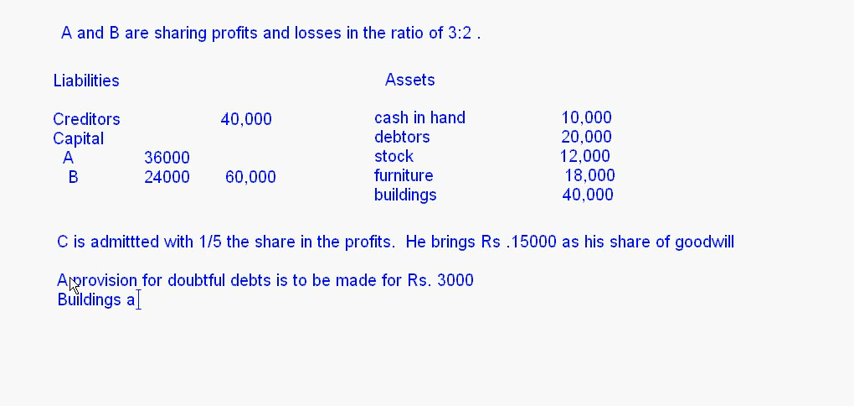 A and B are sharing profits and losses in the ratio of 3:2 .
Liabilities Assets
Creditors 40,000 cash in hand 10,000
Capital debtors 20,000
A 36000 stock 12,000
B 24000 60,000 furniture 18,000
buildings 40,000
C is admittted with 1/5 the share in the profits. He brings Rs .15000 as his share of goodwill
A provision for doubtful debts is to be made for Rs. 3000
Buildings a